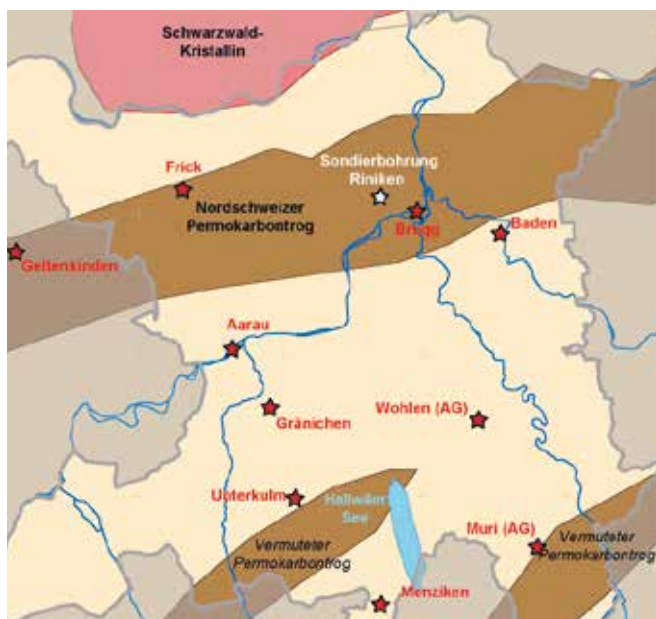 Schwarzwald-
Kristallin
Frick
Sondierbohrung
Riniken
Nordschweizer
Permokarbontrog
Brugg
Baden
Geltenkinden
Aarau
Gränichen
Wohlen (AG)
Unterkulm
Hallwiler
See
Vermuteter
Permokarbontrog
Muri (AG)
Vermuteter
Permokarbontrog
Menziken